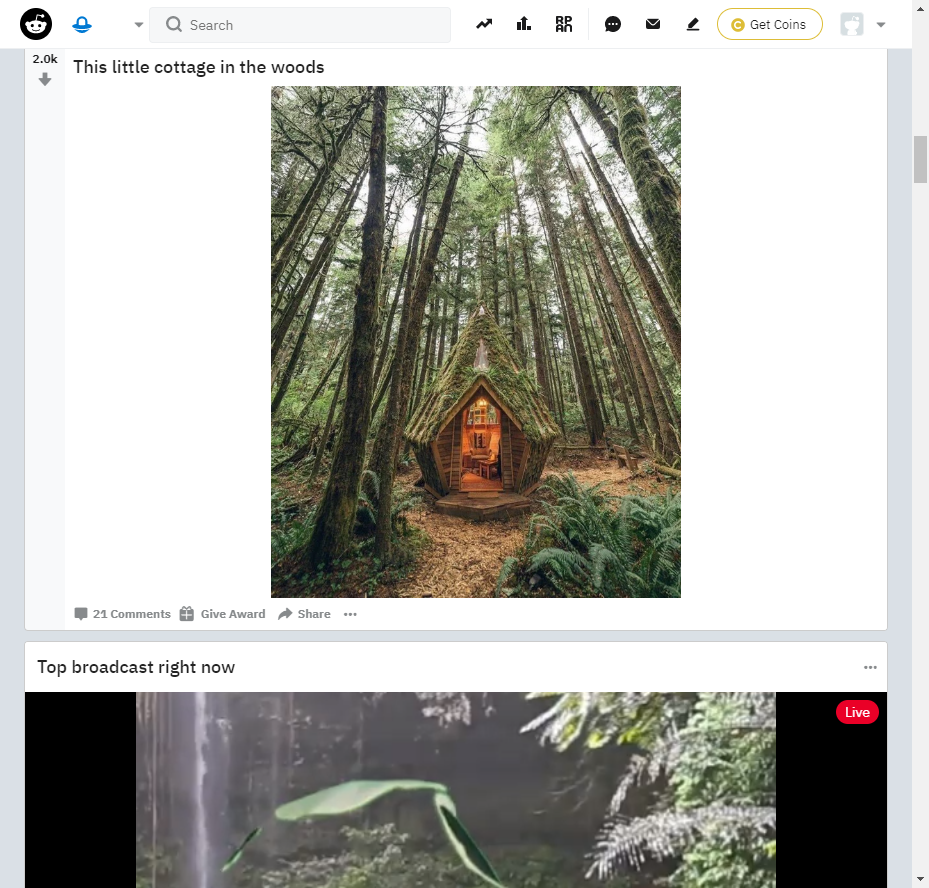 Search
RPAN
Get Coins
2.0k
This little cottage in the woods
21 Comments Give Award Share
Top broadcast right now
Live